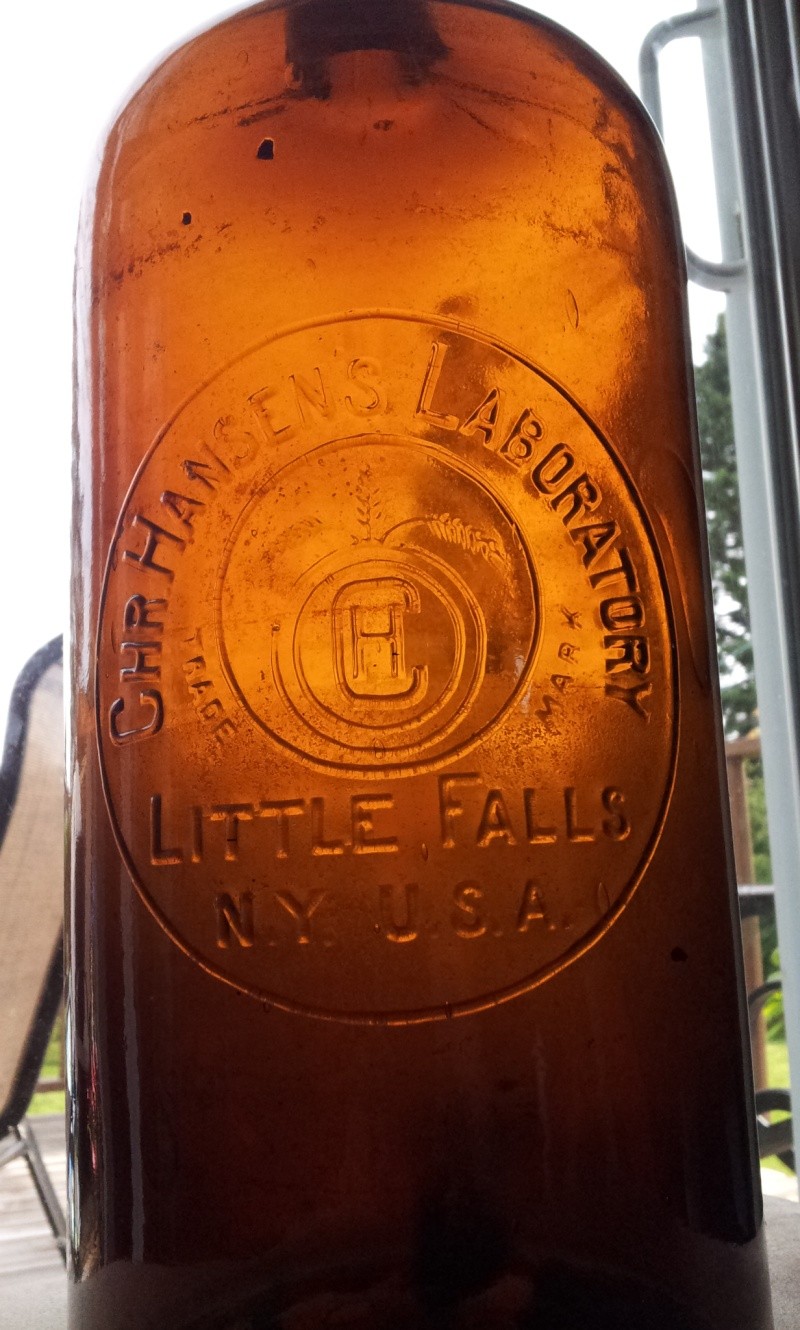 CHR HANSEN'S LABORATORY
TRADE MARK
CH
LITTLE FALLS
N.Y. U.S.A.